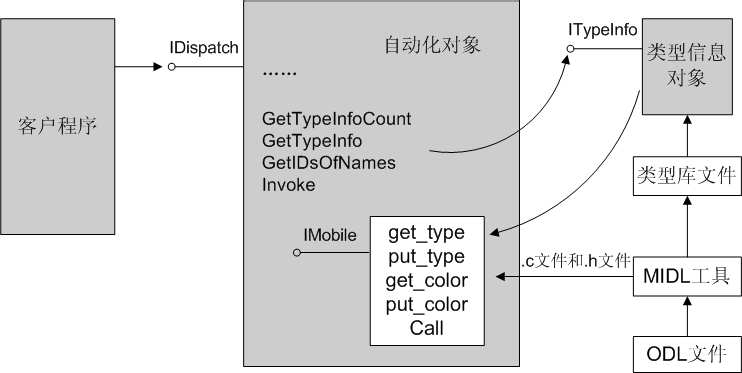 客户程序
IDispatch
自动化对象
……
GetTypeInfoCount
GetTypeInfo
GetIDsOfNames
Invoke
IMobile
get_type
put_type
get_color
put_color
Call
ITypeInfo
类型信息
对象
类型库文件
.c文件和.h文件
MIDL工具
ODL文件